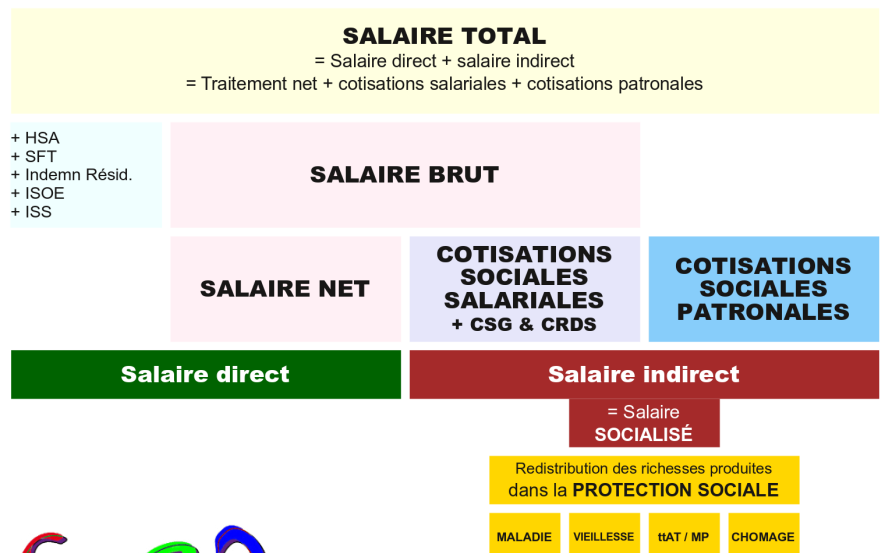 SALAIRE TOTAL
= Salaire direct + salaire indirect
= Traitement net + cotisations salariales + cotisations patronales
+ HSA
+ SFT
+ Indemn Résid.
+ ISOE
+ ISS
SALAIRE BRUT
SALAIRE NET
COTISATIONS
SOCIALES
SALARIALES
+ CSG & CRDS
COTISATIONS
SOCIALES
PATRONALES
Salaire direct
Salaire indirect
= Salaire
SOCIALISÉ
Redistribution des richesses produites
dans la PROTECTION SOCIALE
MALADIE
VIEILLESSE
ttAT / MP
CHOMAGE